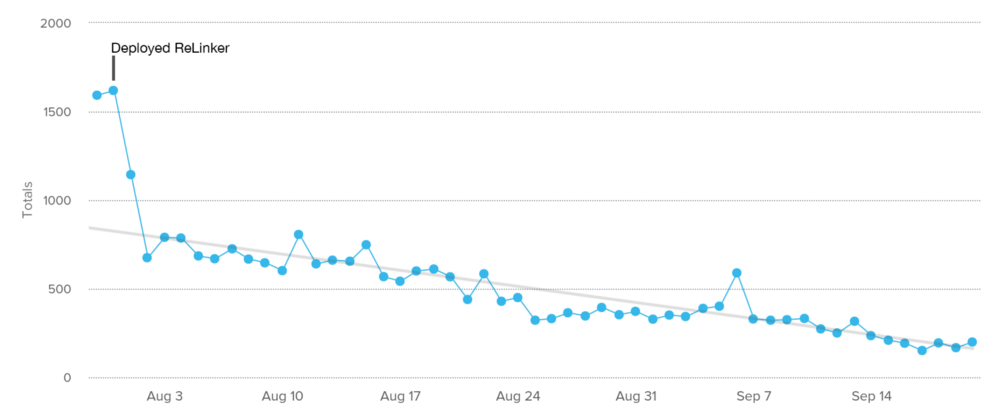 2000
Deployed ReLinker
1500
1000
500
0
Totals
Aug 3
Aug 10
Aug 17
Aug 24
Aug 31
Sep 7
Sep 14